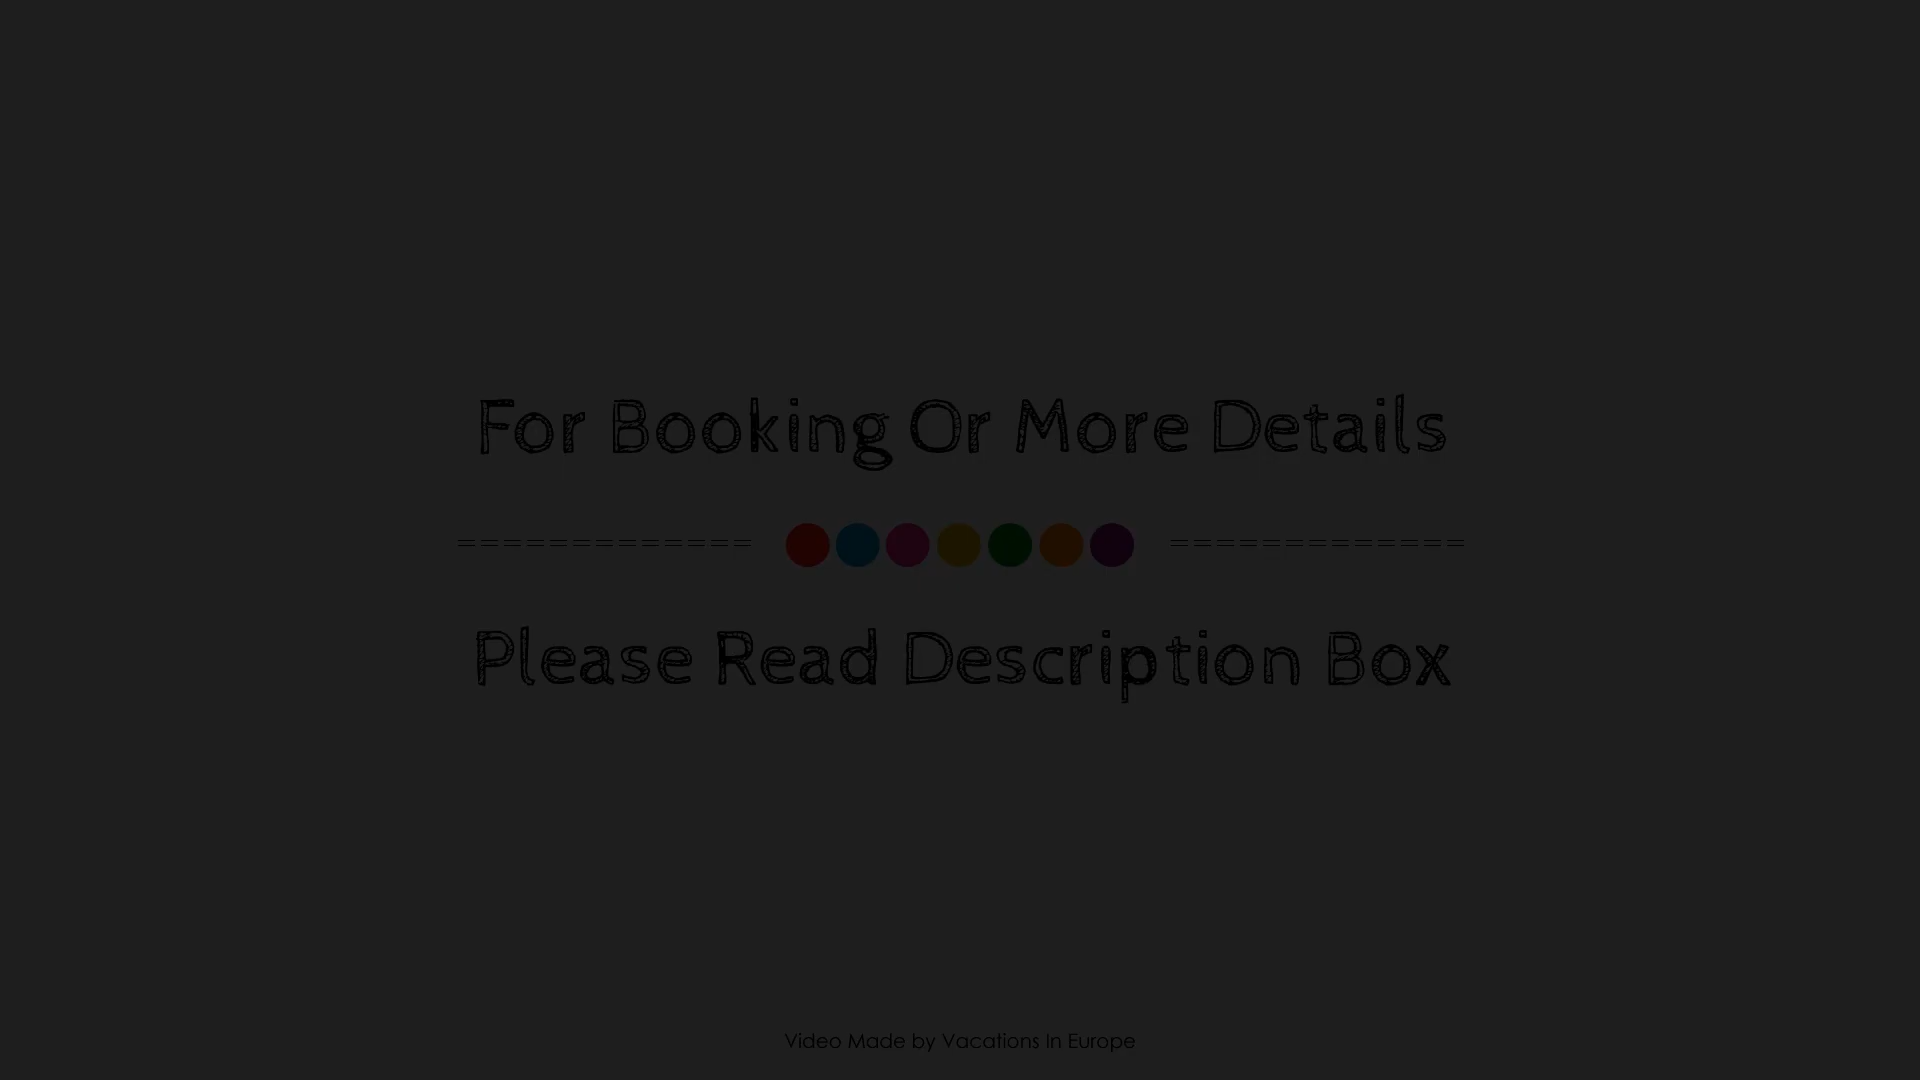 For Booking Or More Details
============= =============
Please Read Description Box
Video Made by Vacations In Europe